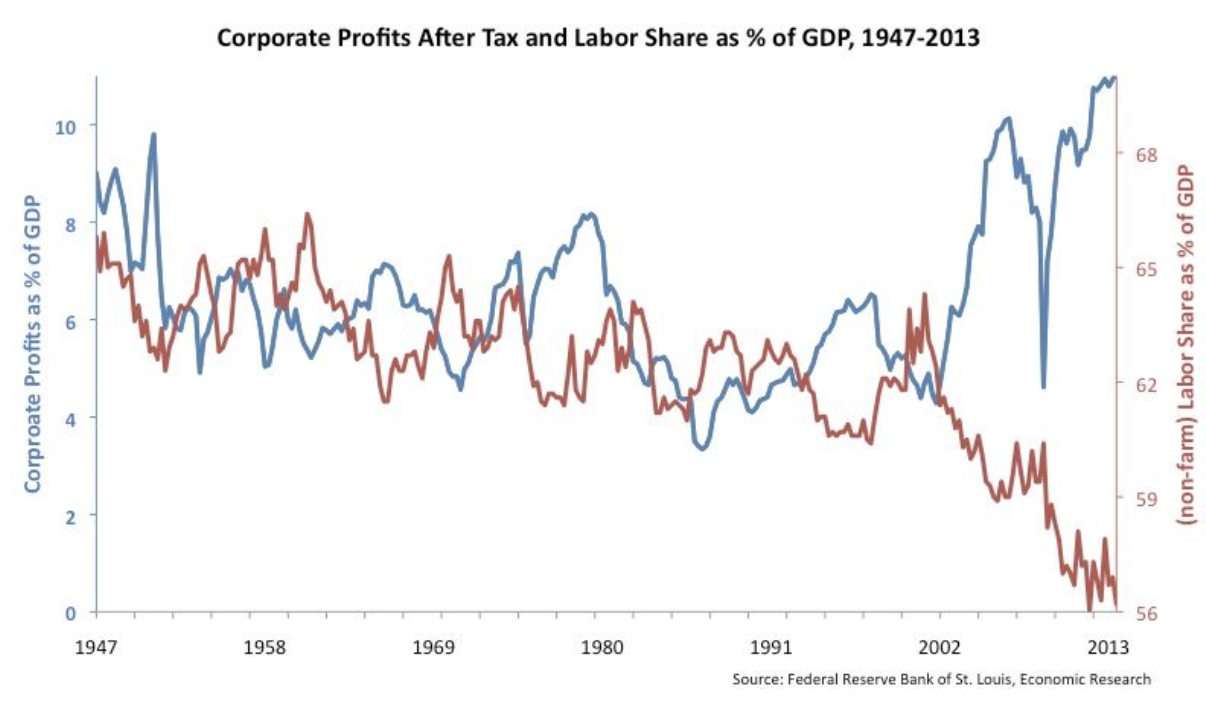 Corporate Profits After Tax and Labor Share as % of GDP, 1947-2013
Corproate Profits as % of GDP
10
8
6
4
2
0
68
65
62
59
56
(non-farm) Labor Share as % of GDP
1947 1958 1969 1980 1991 2002 2013
Source: Federal Reserve Bank of St. Louis, Economic Research